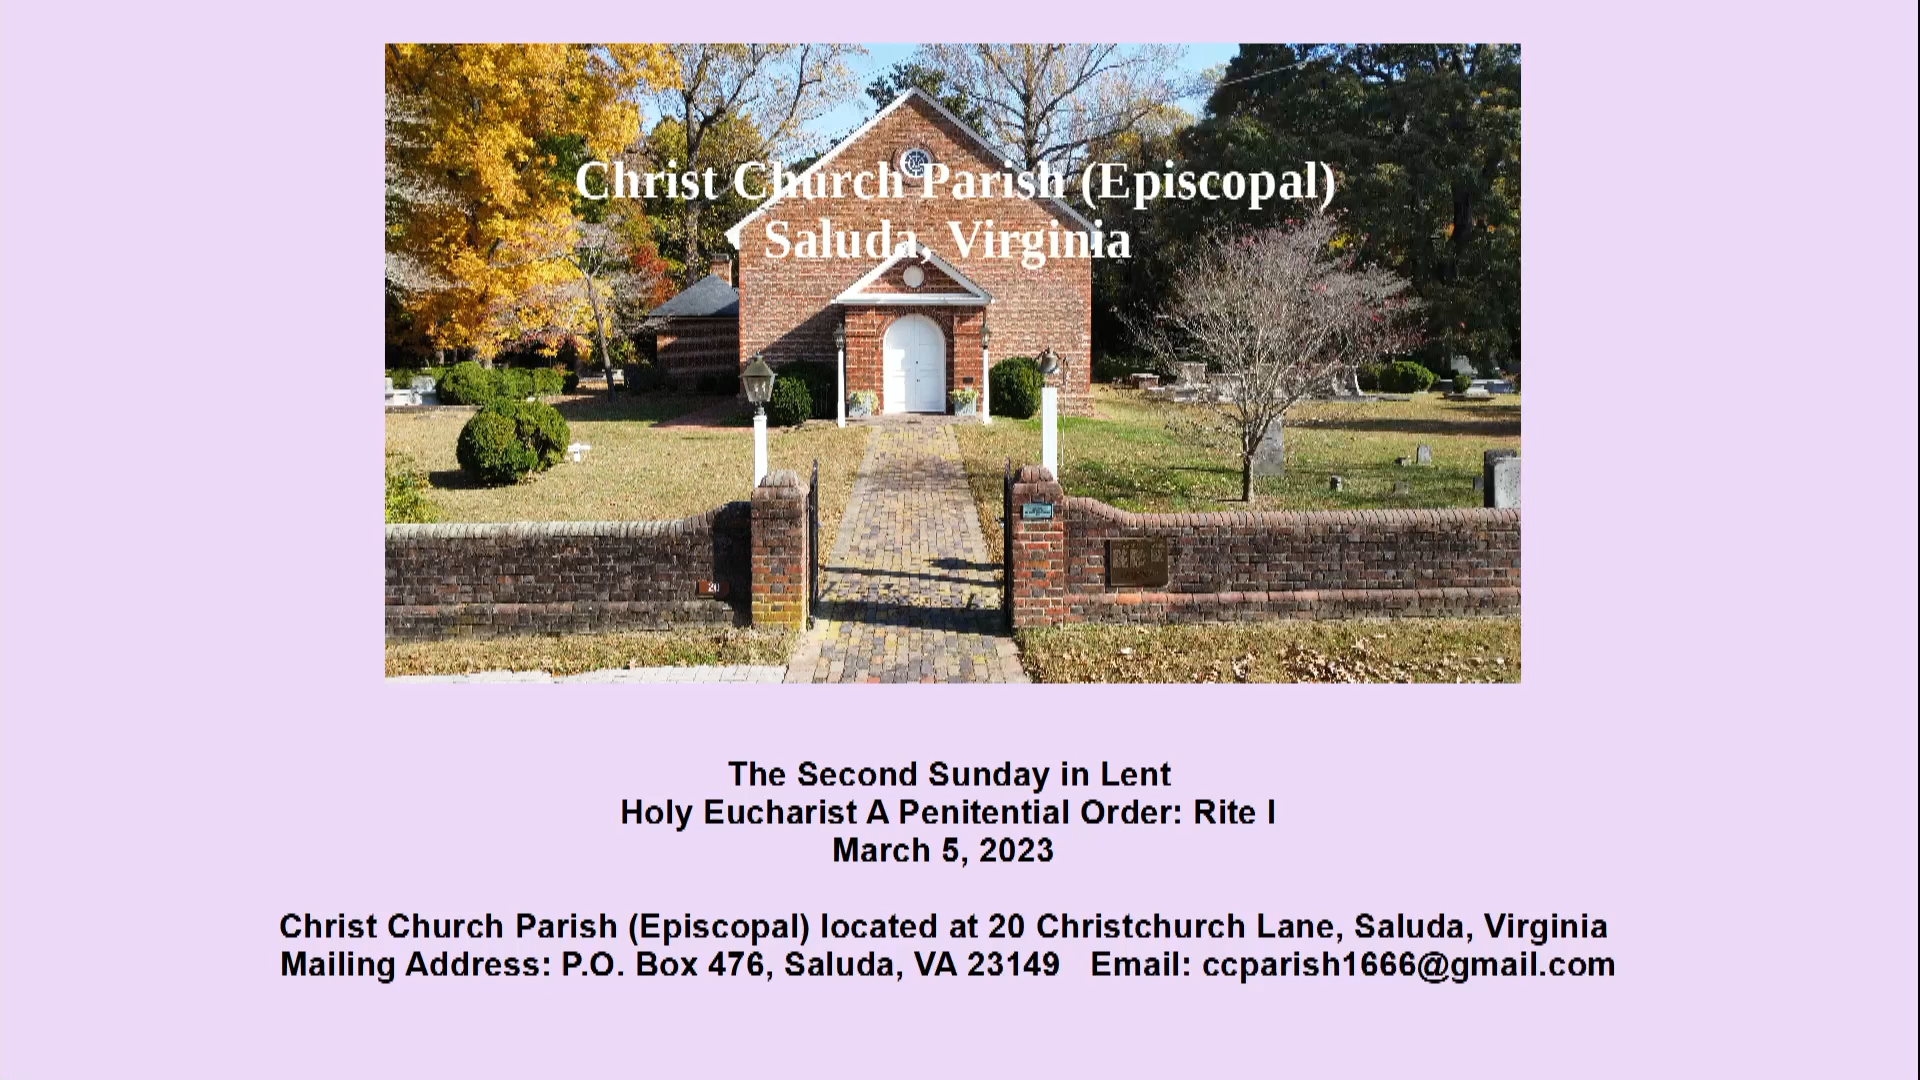 Christ Church Parish (Episcopal)
Saluda, Virginia
20
The Second Sunday in Lent
Holy Eucharist A Penitential Order: Rite I
March 5, 2023
Christ Church Parish (Episcopal) located at 20 Christchurch Lane, Saluda, Virginia
Mailing Address: P.O. Box 476, Saluda, VA 23149   Email: ccparish1666@gmail.com